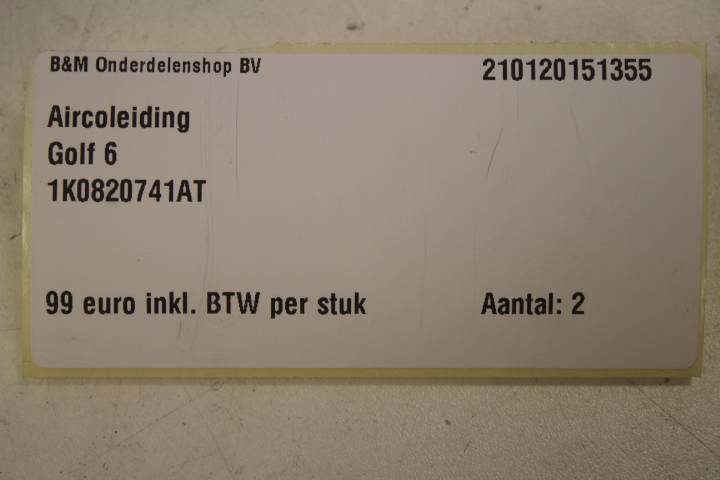 B&M Onderdelenshop BV 210120151355
Aircoleiding
Golf 6
1K0820741AT
99 euro inkl. BTW per stuk Aantal: 2